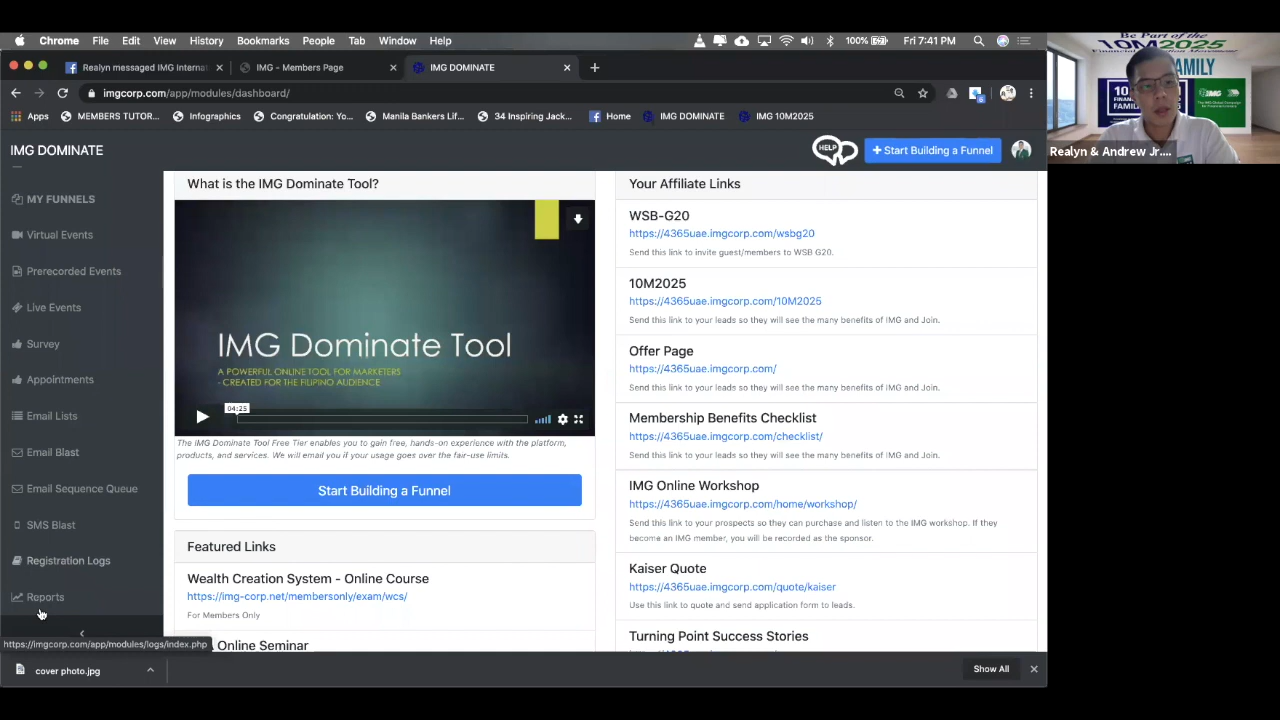 Chrome File Edit View History Bookmarks People Tab Window Help 100% Fri 7:41 PM
Realyn messaged IMG Internat × IMG - Members Page × IMG DOMINATE × +
imgcorp.com/app/modules/dashboard/
Apps MEMBERS TUTOR... Infographics Congratulation: Yo... Manila Bankers Lif... 34 Inspiring Jack... Home IMG DOMINATE IMG 10M2025
IMG DOMINATE HELP + Start Building a Funnel
MY FUNNELS
Virtual Events
Prerecorded Events
Live Events
Survey
Appointments
Email Lists
Email Blast
Email Sequence Queue
SMS Blast
Registration Logs
Reports
https://imgcorp.com/app/modules/logs/index.php
What is the IMG Dominate Tool?
IMG Dominate Tool
A POWERFUL ONLINE TOOL FOR MARKETERS
- CREATED FOR THE FILIPINO AUDIENCE
04:25
The IMG Dominate Tool Free Tier enables you to gain free, hands-on experience with the platform,
products, and services. We will email you if your usage goes over the fair-use limits.
Start Building a Funnel
Featured Links
Wealth Creation System - Online Course
https://img-corp.net/membersonly/exam/wcs/
For Members Only
Online Seminar
Your Affiliate Links
WSB-G20
https://4365uae.imgcorp.com/wsbg20
Send this link to invite guest/members to WSB G20.
10M2025
https://4365uae.imgcorp.com/10M2025
Send this link to your leads so they will see the many benefits of IMG and Join.
Offer Page
https://4365uae.imgcorp.com/
Send this link to your leads so they will see the many benefits of IMG and Join.
Membership Benefits Checklist
https://4365uae.imgcorp.com/checklist/
Send this link to your leads so they will see the many benefits of IMG and Join.
IMG Online Workshop
https://4365uae.imgcorp.com/home/workshop/
Send this link to your prospects so they can purchase and listen to the IMG workshop. If they
become an IMG member, you will be recorded as the sponsor.
Kaiser Quote
https://4365uae.imgcorp.com/quote/kaiser
Use this link to quote and send application form to leads.
Turning Point Success Stories
cover photo.jpg Show All
Be Part of the
10M2025
FAMILY
IMG
Realyn & Andrew Jr....